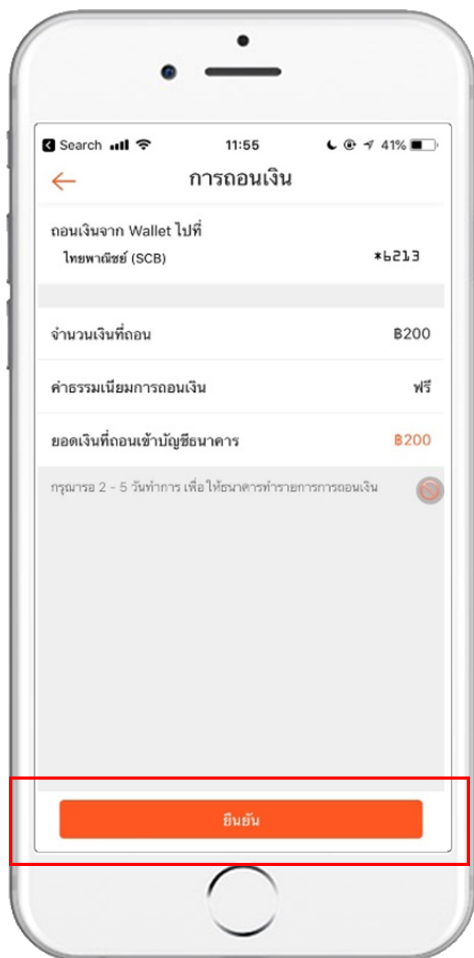 Search 11:55 41%
การถอนเงิน
ถอนเงินจาก Wallet ไปที่
ไทยพาณิชย์ (SCB) *6213
จำนวนเงินที่ถอน ฿200
ค่าธรรมเนียมการถอนเงิน ฟรี
ยอดเงินที่ถอนเข้าบัญชีธนาคาร ฿200
กรุณารอ 2 - 5 วันทำการ เพื่อให้ธนาคารทำรายการการถอนเงิน
ยืนยัน